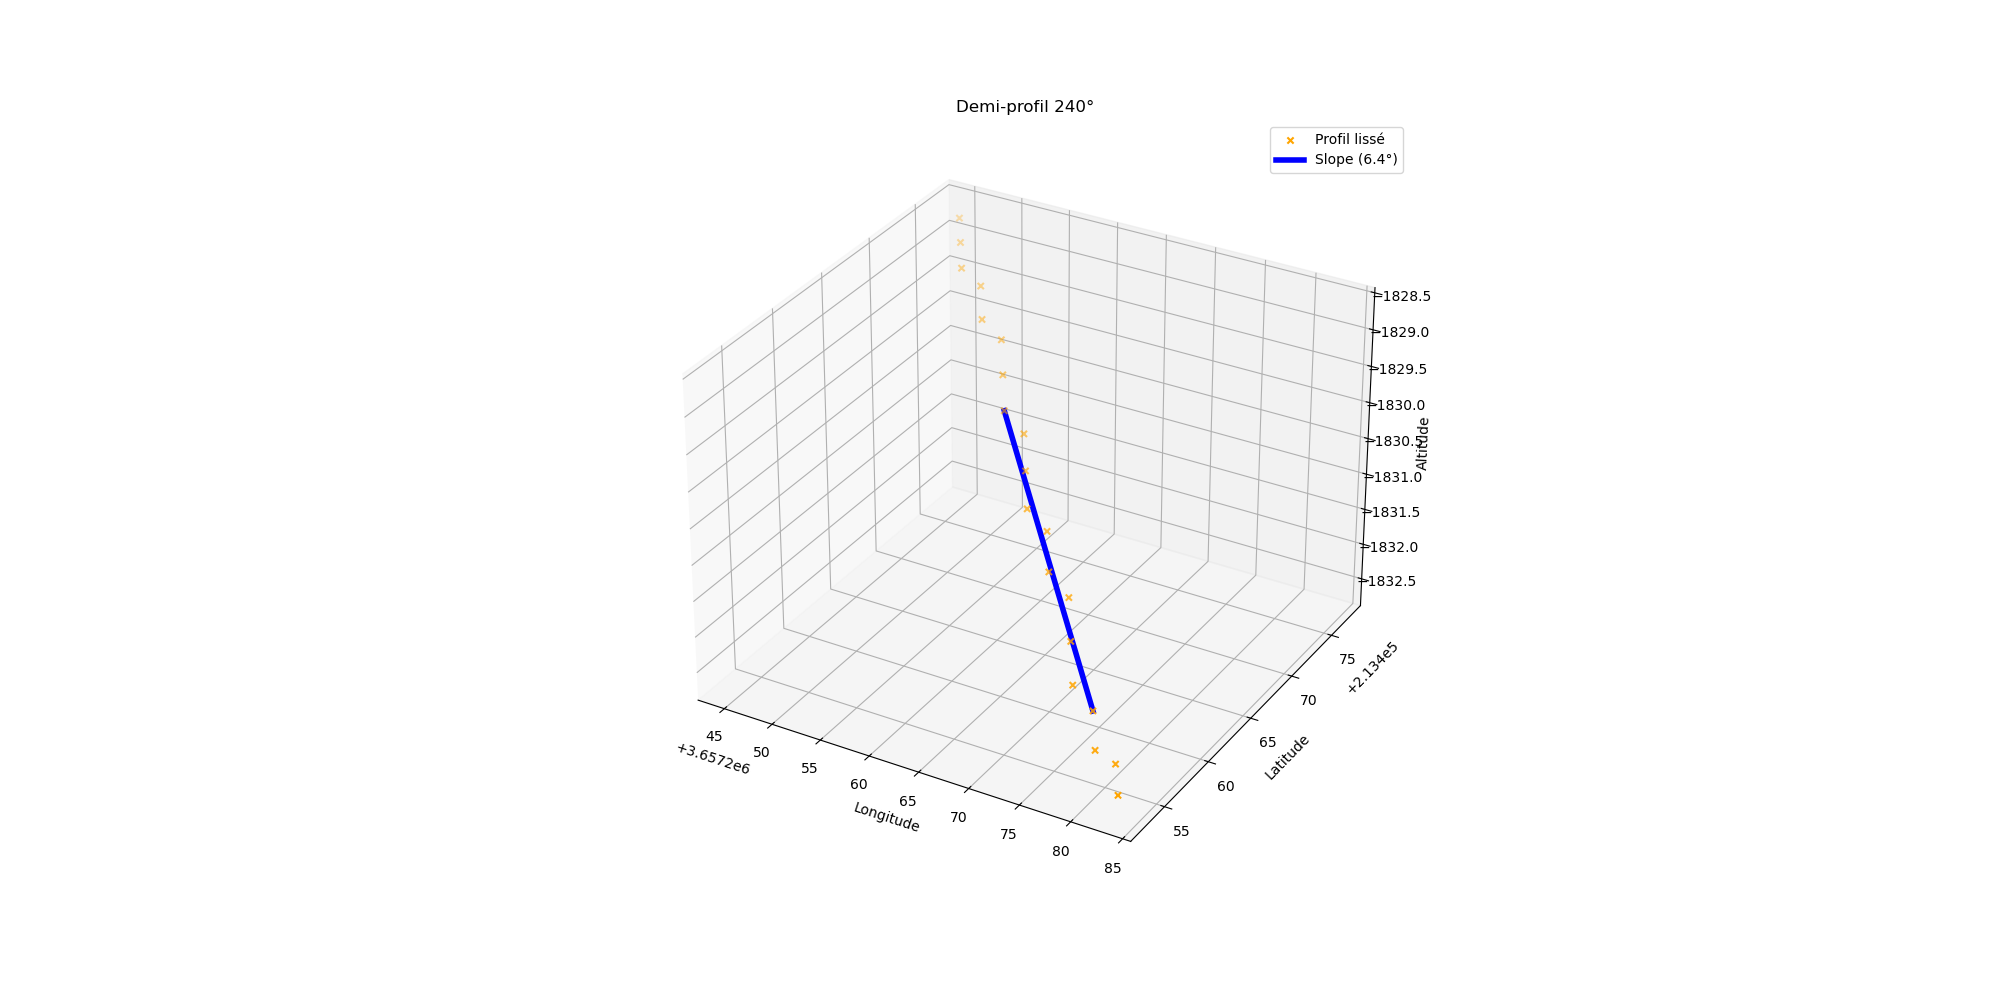 Demi-profil 240°
Profil lissé
Slope (6.4°)
−1828.5
−1829.0
−1829.5
−1830.0
−1830.5
−1831.0
−1831.5
−1832.0
−1832.5
Altitude
75
70
65
60
55
+2.134e5
Latitude
45
50
55
60
65
70
75
80
85
+3.6572e6
Longitude